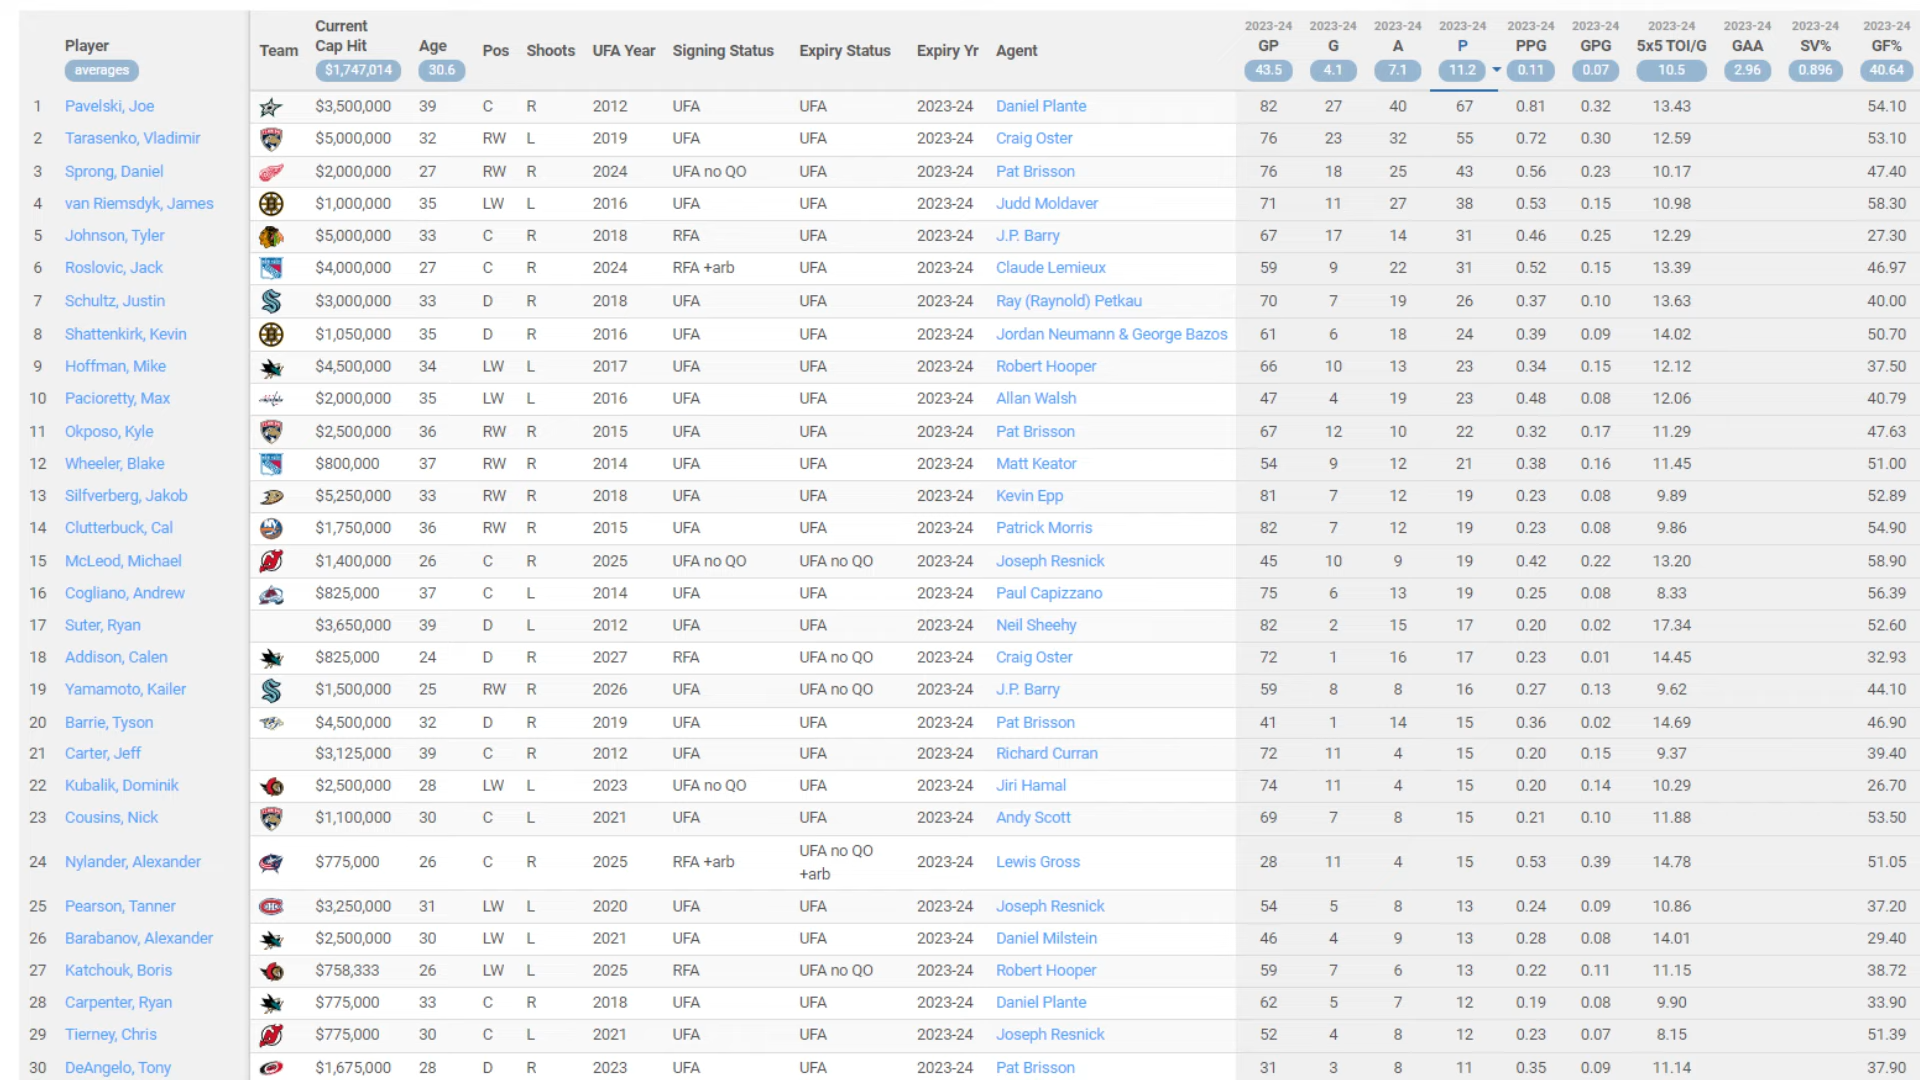 Player Team Current Cap Hit Age Pos Shoots UFA Year Signing Status Expiry Status Expiry Yr Agent 2023-24 GP 2023-24 G 2023-24 A 2023-24 P 2023-24 PPG 2023-24 GPG 2023-24 5x5 TOI/G 2023-24 GAA 2023-24 SV% 2023-24 GF%
averages $1,747,014 30.6 43.5 4.1 7.1 11.2 0.11 0.07 10.5 2.96 0.896 40.64
1 Pavelski, Joe $3,500,000 39 C R 2012 UFA UFA 2023-24 Daniel Plante 82 27 40 67 0.81 0.32 13.43 54.10
2 Tarasenko, Vladimir $5,000,000 32 RW L 2019 UFA UFA 2023-24 Craig Oster 76 23 32 55 0.72 0.30 12.59 53.10
3 Sprong, Daniel $2,000,000 27 RW R 2024 UFA no QO UFA 2023-24 Pat Brisson 76 18 25 43 0.56 0.23 10.17 47.40
4 van Riemsdyk, James $1,000,000 35 LW L 2016 UFA UFA 2023-24 Judd Moldaver 71 11 27 38 0.53 0.15 10.98 58.30
5 Johnson, Tyler $5,000,000 33 C R 2018 RFA UFA 2023-24 J.P. Barry 67 17 14 31 0.46 0.25 12.29 27.30
6 Roslovic, Jack $4,000,000 27 C R 2024 RFA +arb UFA 2023-24 Claude Lemieux 59 9 22 31 0.52 0.15 13.39 46.97
7 Schultz, Justin $3,000,000 33 D R 2018 UFA UFA 2023-24 Ray (Raynold) Petkau 70 7 19 26 0.37 0.10 13.63 40.00
8 Shattenkirk, Kevin $1,050,000 35 D R 2016 UFA UFA 2023-24 Jordan Neumann & George Bazos 61 6 18 24 0.39 0.09 14.02 50.70
9 Hoffman, Mike $4,500,000 34 LW L 2017 UFA UFA 2023-24 Robert Hooper 66 10 13 23 0.34 0.15 12.12 37.50
10 Pacioretty, Max $2,000,000 35 LW L 2016 UFA UFA 2023-24 Allan Walsh 47 4 19 23 0.48 0.08 12.06 40.79
11 Okposo, Kyle $2,500,000 36 RW R 2015 UFA UFA 2023-24 Pat Brisson 67 12 10 22 0.32 0.17 11.29 47.63
12 Wheeler, Blake $800,000 37 RW R 2014 UFA UFA 2023-24 Matt Keator 54 9 12 21 0.38 0.16 11.45 51.00
13 Silfverberg, Jakob $5,250,000 33 RW R 2018 UFA UFA 2023-24 Kevin Epp 81 7 12 19 0.23 0.08 9.89 52.89
14 Clutterbuck, Cal $1,750,000 36 RW R 2015 UFA UFA 2023-24 Patrick Morris 82 7 12 19 0.23 0.08 9.86 54.90
15 McLeod, Michael $1,400,000 26 C R 2025 UFA no QO UFA no QO 2023-24 Joseph Resnick 45 10 9 19 0.42 0.22 13.20 58.90
16 Cogliano, Andrew $825,000 37 C L 2014 UFA UFA 2023-24 Paul Capizzano 75 6 13 19 0.25 0.08 8.33 56.39
17 Suter, Ryan $3,650,000 39 D L 2012 UFA UFA 2023-24 Neil Sheehy 82 2 15 17 0.20 0.02 17.34 52.60
18 Addison, Calen $825,000 24 D R 2027 RFA UFA no QO 2023-24 Craig Oster 72 1 16 17 0.23 0.01 14.45 32.93
19 Yamamoto, Kailer $1,500,000 25 RW R 2026 UFA UFA no QO 2023-24 J.P. Barry 59 8 8 16 0.27 0.13 9.62 44.10
20 Barrie, Tyson $4,500,000 32 D R 2019 UFA UFA 2023-24 Pat Brisson 41 1 14 15 0.36 0.02 14.69 46.90
21 Carter, Jeff $3,125,000 39 C R 2012 UFA UFA 2023-24 Richard Curran 72 11 4 15 0.20 0.15 9.37 39.40
22 Kubalik, Dominik $2,500,000 28 LW L 2023 UFA no QO UFA 2023-24 Jiri Hamal 74 11 4 15 0.20 0.14 10.29 26.70
23 Cousins, Nick $1,100,000 30 C L 2021 UFA UFA 2023-24 Andy Scott 69 7 8 15 0.21 0.10 11.88 53.50
24 Nylander, Alexander $775,000 26 C R 2025 RFA +arb UFA no QO +arb 2023-24 Lewis Gross 28 11 4 15 0.53 0.39 14.78 51.05
25 Pearson, Tanner $3,250,000 31 LW L 2020 UFA UFA 2023-24 Joseph Resnick 54 5 8 13 0.24 0.09 10.86 37.20
26 Barabanov, Alexander $2,500,000 30 LW L 2021 UFA UFA 2023-24 Daniel Milstein 46 4 9 13 0.28 0.08 14.01 29.40
27 Katchouk, Boris $758,333 26 LW L 2025 RFA UFA no QO 2023-24 Robert Hooper 59 7 6 13 0.22 0.11 11.15 38.72
28 Carpenter, Ryan $775,000 33 C R 2018 UFA UFA 2023-24 Daniel Plante 62 5 7 12 0.19 0.08 9.90 33.90
29 Tierney, Chris $775,000 30 C L 2021 UFA UFA 2023-24 Joseph Resnick 52 4 8 12 0.23 0.07 8.15 51.39
30 DeAngelo, Tony $1,675,000 28 D R 2023 UFA UFA 2023-24 Pat Brisson 31 3 8 11 0.35 0.09 11.14 37.90